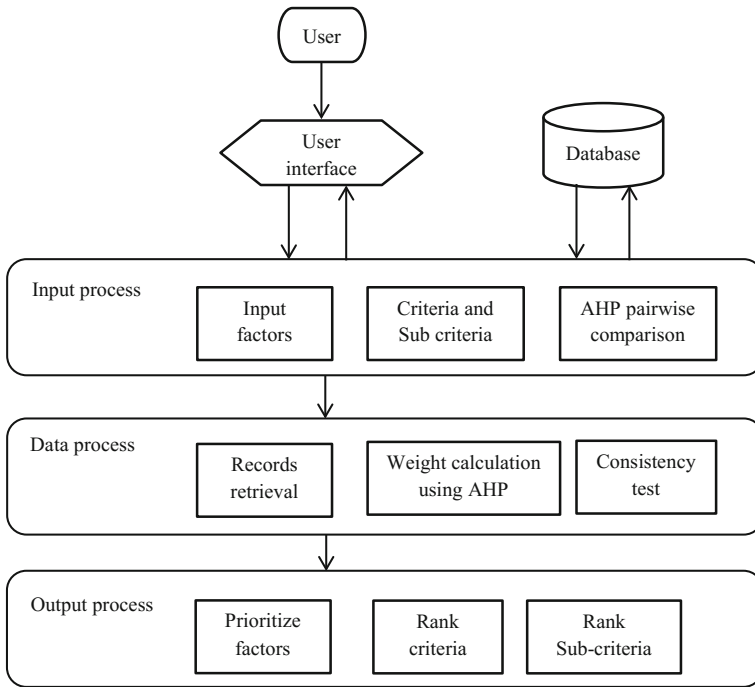 User
User
interface
Database
Input process
Input
factors
Criteria and
Sub criteria
AHP pairwise
comparison
Data process
Records
retrieval
Weight calculation
using AHP
Consistency
test
Output process
Prioritize
factors
Rank
criteria
Rank
Sub-criteria